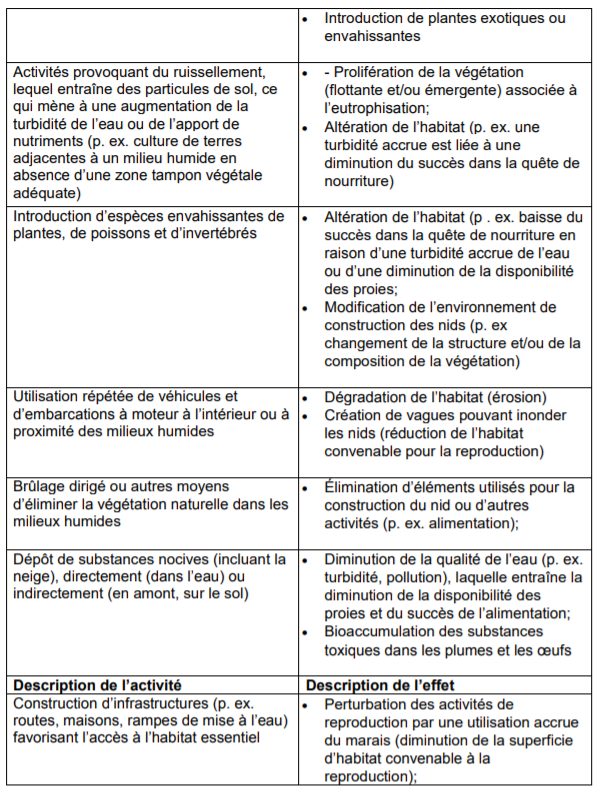 • Introduction de plantes exotiques ou
envahissantes
Activités provoquant du ruissellement,
lequel entraîne des particules de sol, ce
qui mène à une augmentation de la
turbidité de l’eau ou de l’apport de
nutriments (p. ex. culture de terres
adjacentes à un milieu humide en
absence d’une zone tampon végétale
adéquate)
• - Prolifération de la végétation
(flottante et/ou émergente) associée à
l’eutrophisation;
• Altération de l’habitat (p. ex. une
turbidité accrue est liée à une
diminution du succès dans la quête de
nourriture)
Introduction d’espèces envahissantes de
plantes, de poissons et d’invertébrés
• Altération de l’habitat (p . ex. baisse du
succès dans la quête de nourriture en
raison d’une turbidité accrue de l’eau
ou d’une diminution de la disponibilité
des proies;
• Modification de l’environnement de
construction des nids (p. ex
changement de la structure et/ou de la
composition de la végétation)
Utilisation répétée de véhicules et
d’embarcations à moteur à l’intérieur ou à
proximité des milieux humides
• Dégradation de l’habitat (érosion)
• Création de vagues pouvant inonder
les nids (réduction de l’habitat
convenable pour la reproduction)
Brûlage dirigé ou autres moyens
d’éliminer la végétation naturelle dans les
milieux humides
• Élimination d’éléments utilisés pour la
construction du nid ou d’autres
activités (p. ex. alimentation);
Dépôt de substances nocives (incluant la
neige), directement (dans l’eau) ou
indirectement (en amont, sur le sol)
• Diminution de la qualité de l’eau (p. ex.
turbidité, pollution), laquelle entraîne la
diminution de la disponibilité des
proies et du succès de l’alimentation;
• Bioaccumulation des substances
toxiques dans les plumes et les œufs
Description de l’activité
Description de l’effet
Construction d’infrastructures (p. ex.
routes, maisons, rampes de mise à l’eau)
favorisant l’accès à l’habitat essentiel
• Perturbation des activités de
reproduction par une utilisation accrue
du marais (diminution de la superficie
d’habitat convenable à la
reproduction);